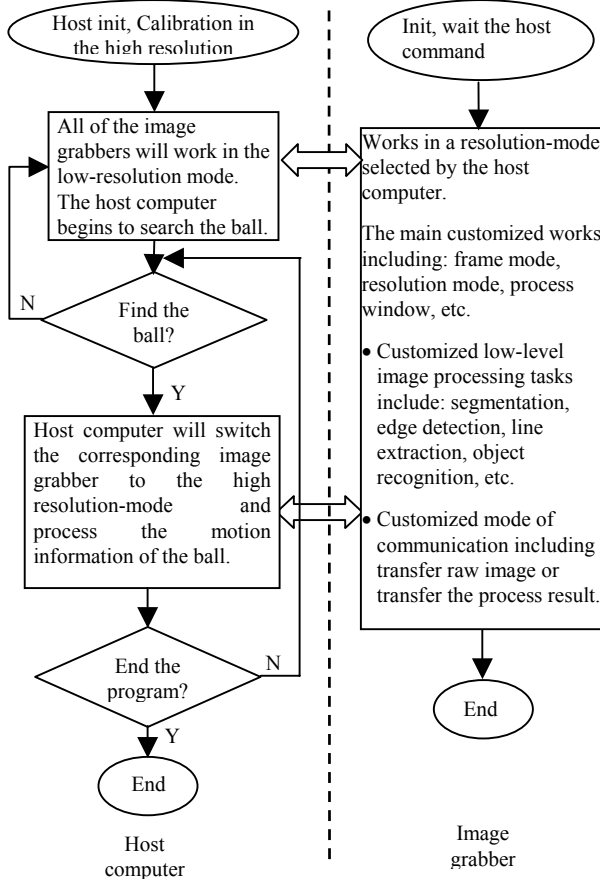 Host init, Calibration in
the high resolution
All of the image
grabbers will work in the
low-resolution mode.
The host computer
begins to search the ball.
N
Find the
ball?
Y
Host computer will switch
the corresponding image
grabber to the high
resolution-mode and
process the motion
information of the ball.
End the
program?
N
Y
End
Host
computer
Init, wait the host
command
Works in a resolution-mode
selected by the host
computer.
The main customized works
including: frame mode,
resolution mode, process
window, etc.
• Customized low-level
image processing tasks
include: segmentation,
edge detection, line
extraction, object
recognition, etc.
• Customized mode of
communication including
transfer raw image or
transfer the process result.
End
Image
grabber